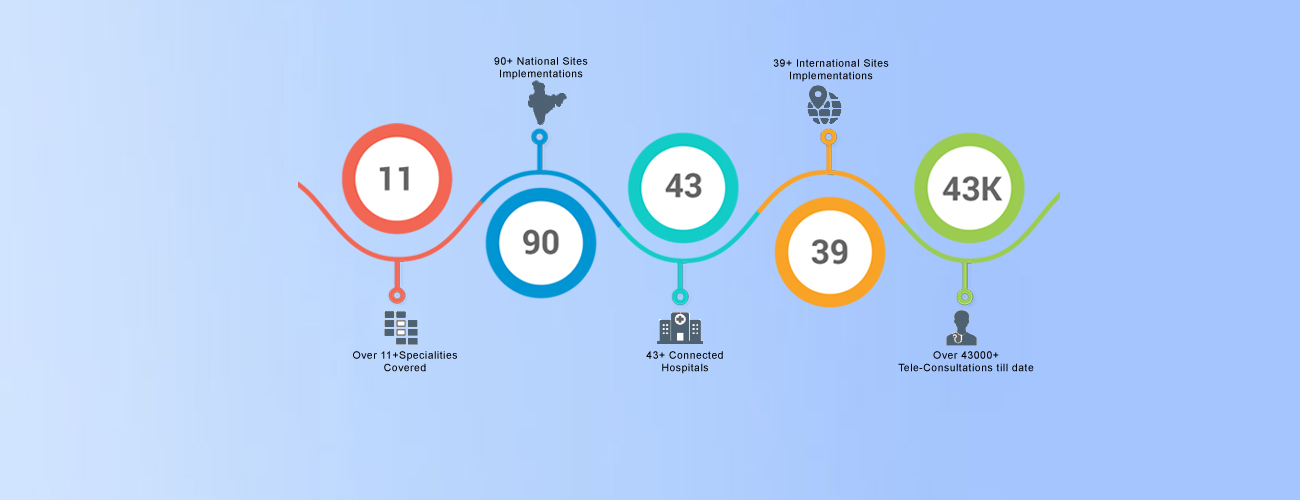 11
Over 11+Specialities
Covered
90+ National Sites
Implementations
90
43
43+ Connected
Hospitals
39+ International Sites
Implementations
39
43K
Over 43000+
Tele-Consultations till date